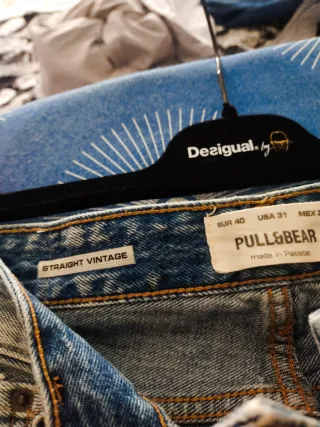 Desigual. by
STRAIGHT VINTAGE
EUR 40 USA 31 MEX
PULL&BEAR
made in Pakistan